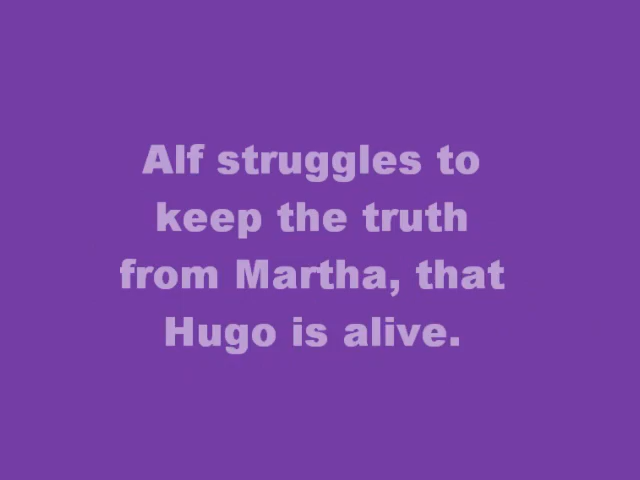 Alf struggles to
keep the truth
from Martha, that
Hugo is alive.